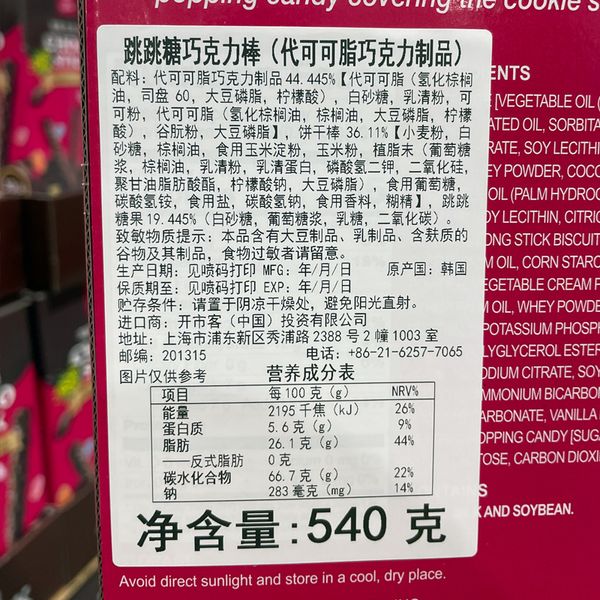 popping candy covering the cookie s
跳跳糖巧克力棒（代可可脂巧克力制品）
配料：代可可脂巧克力制品44.445%【代可可脂（氢化棕榈
油，司盘 60，大豆磷脂，柠檬酸），白砂糖，乳清粉，可
可粉，代可可脂（氢化棕榈油，棕榈油，大豆磷脂，柠檬
酸），谷朊粉，大豆磷脂】，饼干棒 36.11%【小麦粉，白
砂糖，棕榈油，食用玉米淀粉，玉米粉，植脂末（葡萄糖
浆，棕榈油，乳清粉，乳清蛋白，磷酸氢二钾，二氧化硅，
聚甘油脂肪酸酯，柠檬酸钠，大豆磷脂），食用葡萄糖，
碳酸氢铵，食用盐，碳酸氢钠，食用香料，糊精】，跳跳
糖果19.445%（白砂糖，葡萄糖浆，乳糖，二氧化碳）。
致敏物质提示：本品含有大豆制品、乳制品、含麸质的
谷物及其制品，食物过敏者请留意。
生产日期：见喷码打印 MFG：年/月/日 原产国：韩国
保质期至：见喷码打印 EXP：年/月/日
贮存条件：请置于阴凉干燥处，避免阳光直射。
进口商：开市客（中国）投资有限公司
地址：上海市浦东新区秀浦路 2388 号 2 幢 1003 室
邮编：201315 电话：+86-21-6257-7065
图片仅供参考 营养成分表
项目 每 100 克（g） NRV%
能量 2195 千焦（kJ） 26%
蛋白质 5.6 克（g） 9%
脂肪 26.1 克（g） 44%
——反式脂肪 0 克
碳水化合物 66.7 克（g） 22%
钠 283 毫克（mg） 14%
净含量:540 克
ENTS
[VEGETABLE OIL (
ATED OIL, SORBITA
RATE, SOY LECITHI
EY POWDER, COCO
OIL (PALM HYDROG
OY LECITHIN, CITRIC
ONG STICK BISCUIT
M OIL, CORN STARC
EGETABLE CREAM P
M OIL, WHEY POWDE
POTASSIUM PHOSPH
LYGLYCEROL ESTER
ODIUM CITRATE, SOY
MMONIUM BICARBON
ARBONATE, VANILLA
OPPING CANDY [SUG
TOSE, CARBON DIOXI
K AND SOYBEAN.
Avoid direct sunlight and store in a cool, dry place.